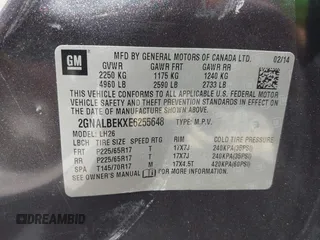 GM
MFD BY GENERAL MOTORS OF CANADA LTD. 02/14
GVWR GAWR FRT GAWR RR
2250 KG 1175 KG 1240 KG
4960 LB 2590 LB 2733 LB
THIS VEHICLE CONFORMS TO ALL APPLICABLE U.S. FEDERAL
MOTOR VEHICLE SAFETY, BUMPER, AND THEFT PREVENTION
STANDARDS IN EFFECT ON THE DATE OF MANUFACTURE
SHOWN ABOVE.
2GNALBEKXE6255648 TYPE: M.P.V.
MODEL: LH26
LBCH TIRE SIZE SPEED RTG RIM COLD TIRE PRESSURE
FRT P225/65R17 T 17X7J 240KPA(35PSI)
RR P225/65R17 T 17X7J 240KPA(35PSI)
SPA T145/70R17 M 17X4.5T 420KPA(60PSI)
SEE OWNER'S MANUAL
DREAMBID